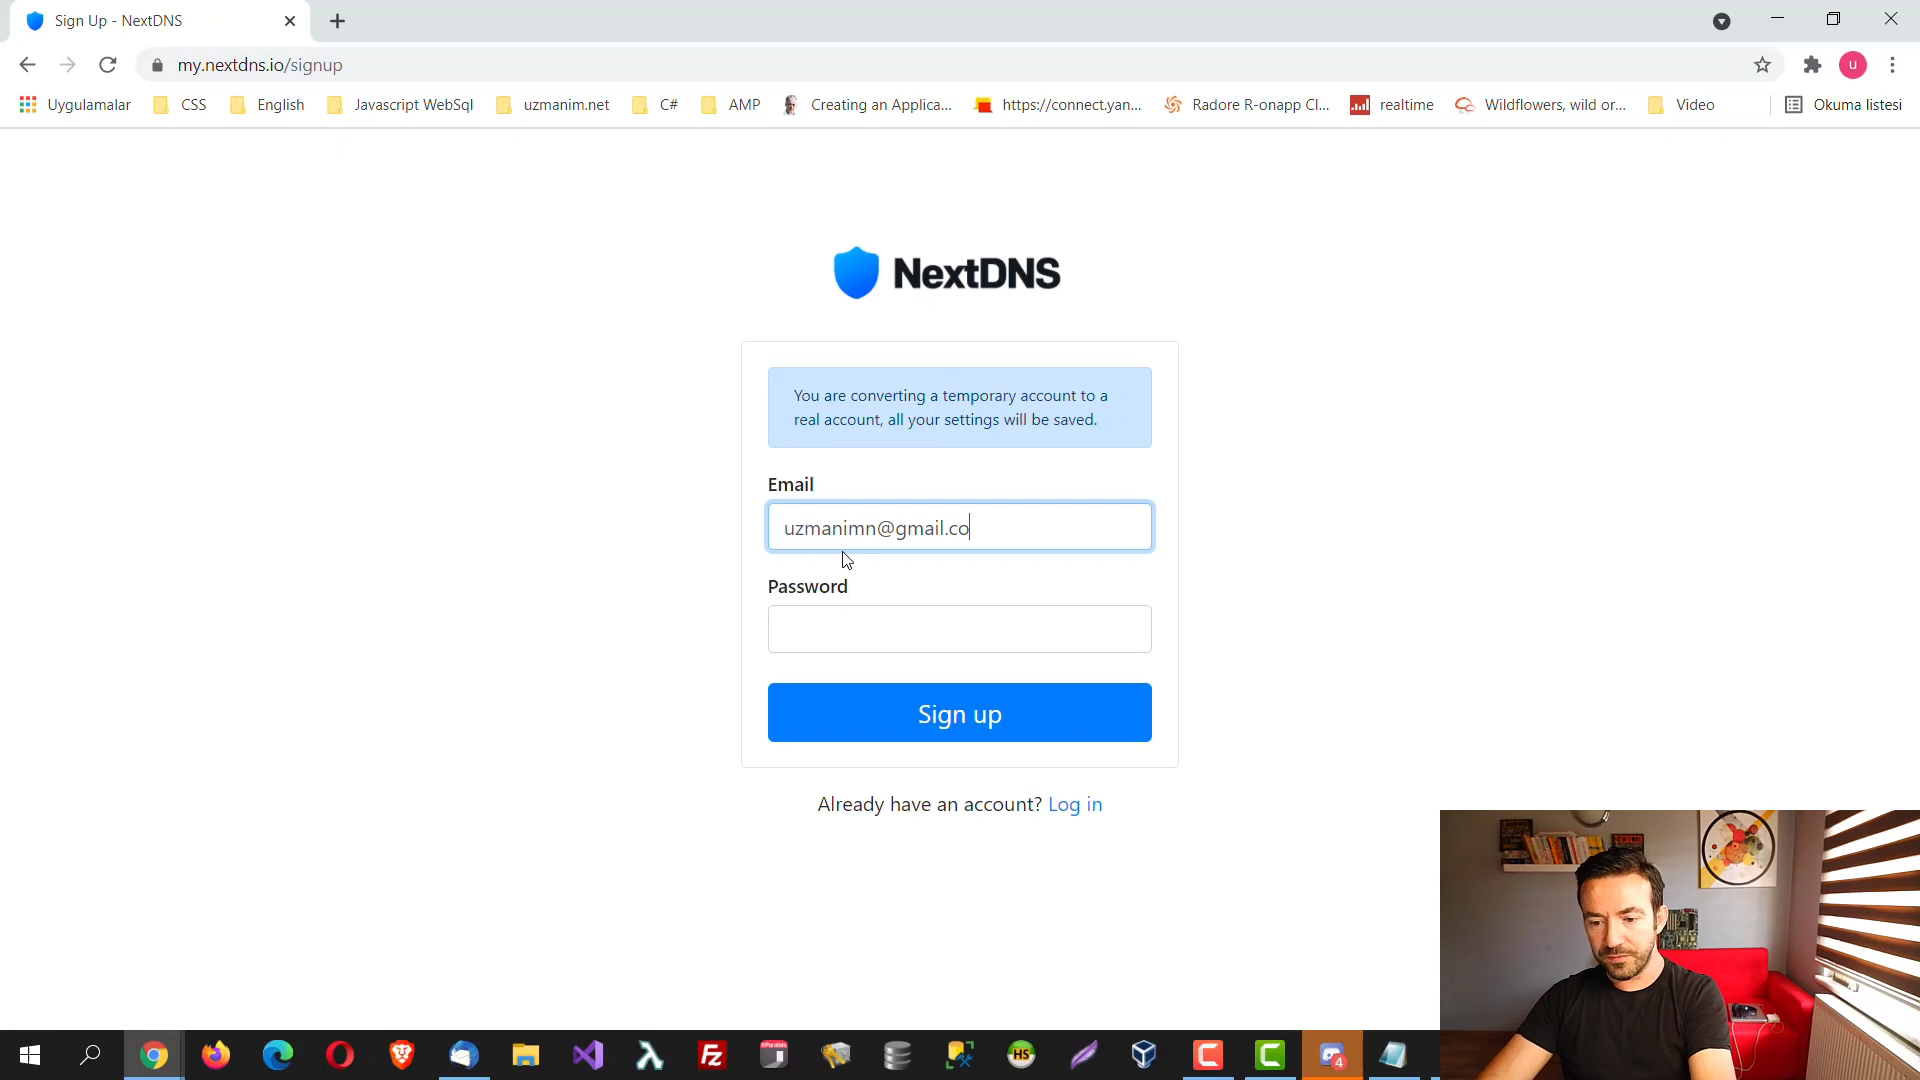 Sign Up - NextDNS
my.nextdns.io/signup
u
Uygulamalar
CSS
English
Javascript WebSql
uzmanim.net
C#
AMP
Creating an Applica...
https://connect.yan...
Radore R-onapp Cl...
realtime
Wildflowers, wild or...
Video
Okuma listesi
NextDNS
You are converting a temporary account to a
real account, all your settings will be saved.
Email
uzmanimn@gmail.co
Password
Sign up
Already have an account? Log in
HS
4